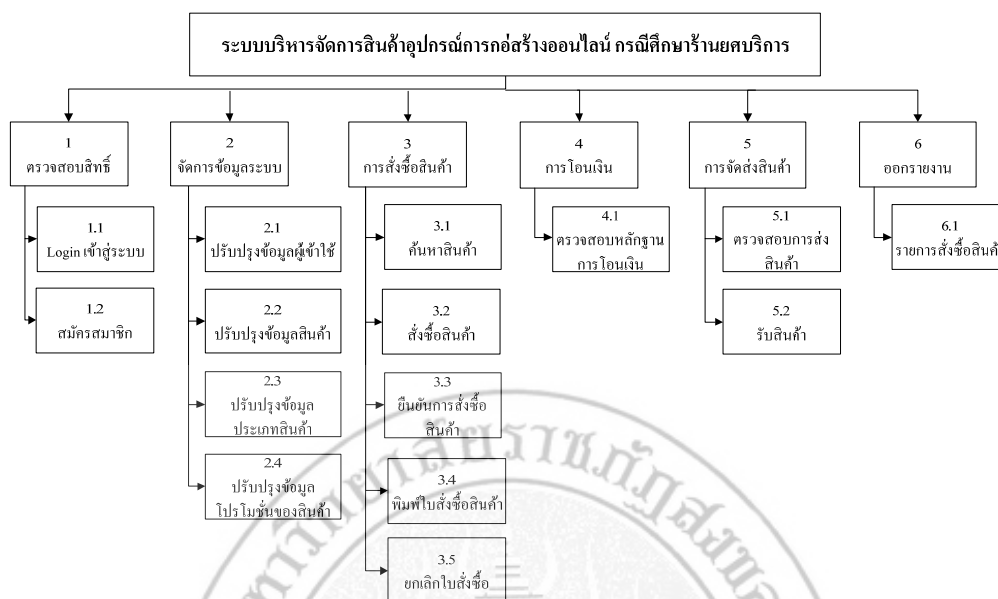 ระบบบริหารจัดการสินค้าอุปกรณ์การกอ่สร้างออนไลน์ กรณีศึกษาร้านยศบริการ
1
ตรวจสอบสิทธิ์
1.1
Login เข้าสู่ระบบ
1.2
สมัครสมาชิก
2
จัดการข้อมูลระบบ
2.1
ปรับปรุงข้อมูลผู้เข้าใช้
2.2
ปรับปรุงข้อมูลสินค้า
2.3
ปรับปรุงข้อมูล
ประเภทสินค้า
2.4
ปรับปรุงข้อมูล
โปรโมชั่นของสินค้า
3
การสั่งซื้อสินค้า
3.1
ค้นหาสินค้า
3.2
สั่งซื้อสินค้า
3.3
ยืนยันการสั่งซื้อ
สินค้า
3.4
พิมพ์ใบสั่งซื้อสินค้า
3.5
ยกเลิกใบสั่งซื้อ
4
การโอนเงิน
4.1
ตรวจสอบหลักฐาน
การโอนเงิน
5
การจัดส่งสินค้า
5.1
ตรวจสอบการส่ง
สินค้า
5.2
รับสินค้า
6
ออกรายงาน
6.1
รายการสั่งซื้อสินค้า